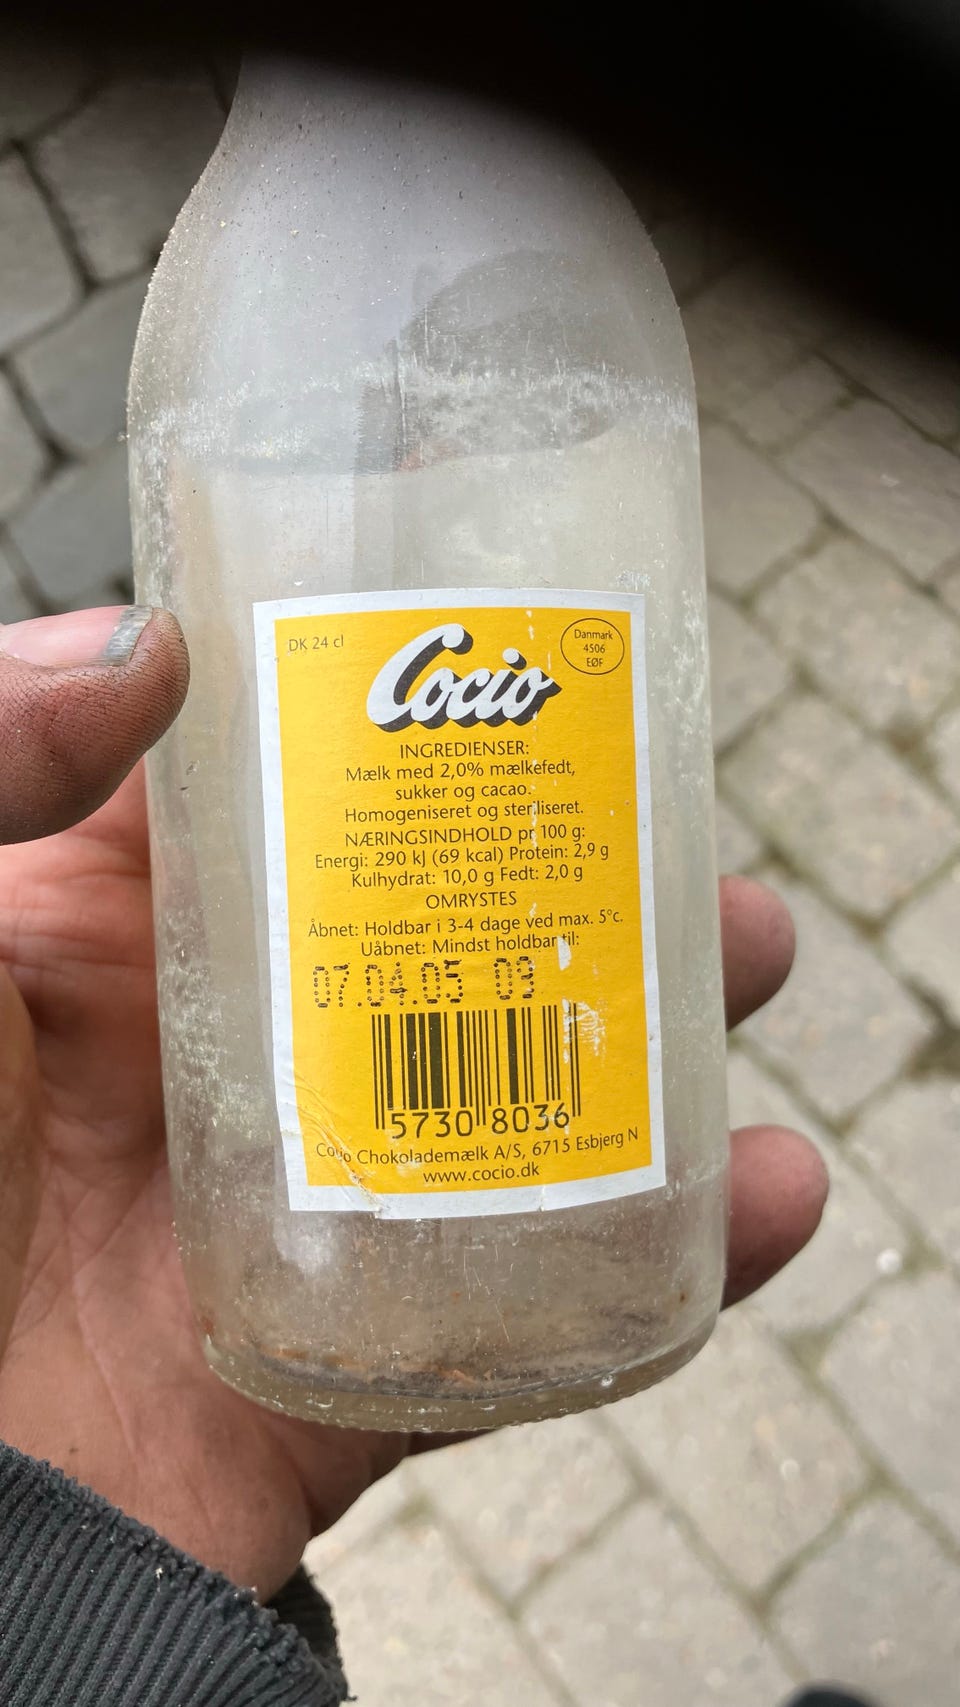 DK 24 cl
Cocio
Danmark
4506
EØF
INGREDIENSER:
Mælk med 2,0% mælkefedt,
sukker og cacao.
Homogeniseret og steriliseret.
NÆRINGSINDHOLD pr 100 g:
Energi: 290 kJ (69 kcal) Protein: 2,9 g
Kulhydrat: 10,0 g Fedt: 2,0 g
OMRYSTES
Åbnet: Holdbar i 3-4 dage ved max. 5°c.
Uåbnet: Mindst holdbar til:
07.04.05 09
5730 8036
Cocio Chokolademælk A/S, 6715 Esbjerg N
www.cocio.dk